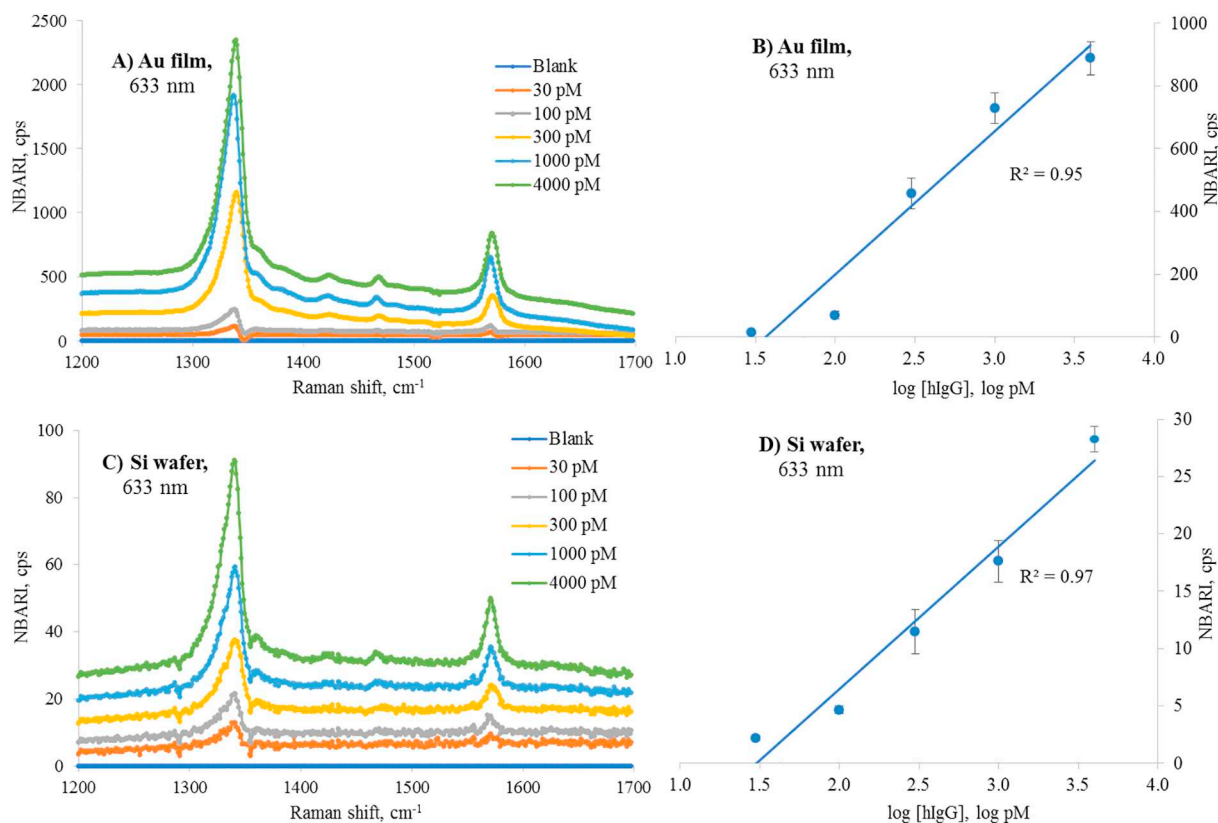 A) Au film,
633 nm
NBARI, cps
2500
2000
1500
1000
500
0
1200
1300
1400
1500
1600
1700
Raman shift, cm-1
Blank
30 pM
100 pM
300 pM
1000 pM
4000 pM
B) Au film,
633 nm
R² = 0.95
NBARI, cps
1000
800
600
400
200
0
1.0
1.5
2.0
2.5
3.0
3.5
4.0
log [hIgG], log pM
C) Si wafer,
633 nm
NBARI, cps
100
80
60
40
20
0
1200
1300
1400
1500
1600
1700
Raman shift, cm-1
Blank
30 pM
100 pM
300 pM
1000 pM
4000 pM
D) Si wafer,
633 nm
R² = 0.97
NBARI, cps
30
25
20
15
10
5
0
1.0
1.5
2.0
2.5
3.0
3.5
4.0
log [hIgG], log pM